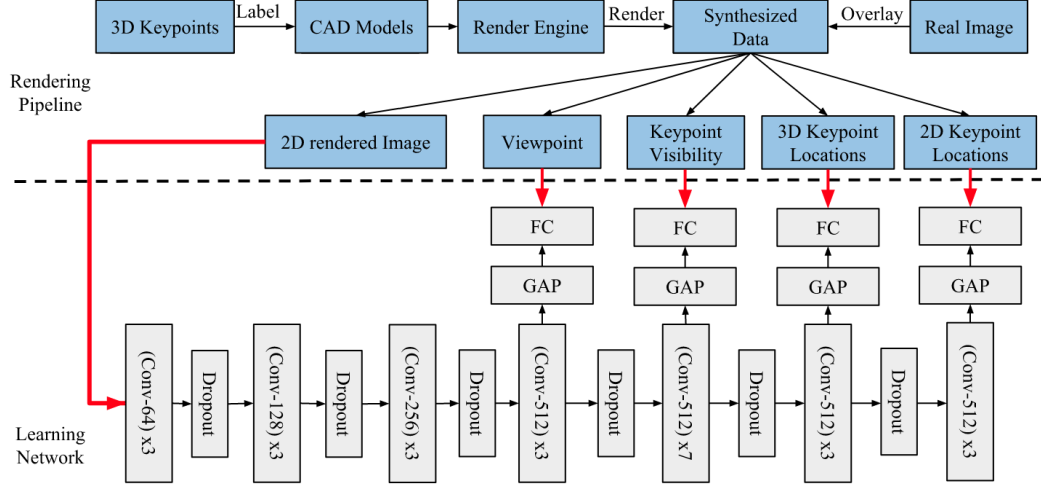 3D Keypoints
Label
CAD Models
Render Engine
Render
Synthesized
Data
Overlay
Real Image
Rendering
Pipeline
2D rendered Image
Viewpoint
Keypoint
Visibility
3D Keypoint
Locations
2D Keypoint
Locations
FC
FC
FC
FC
GAP
GAP
GAP
GAP
Learning
Network
(Conv-64) x3
Dropout
(Conv-128) x3
Dropout
(Conv-256) x3
Dropout
(Conv-512) x3
Dropout
(Conv-512) x7
Dropout
(Conv-512) x3
Dropout
(Conv-512) x3